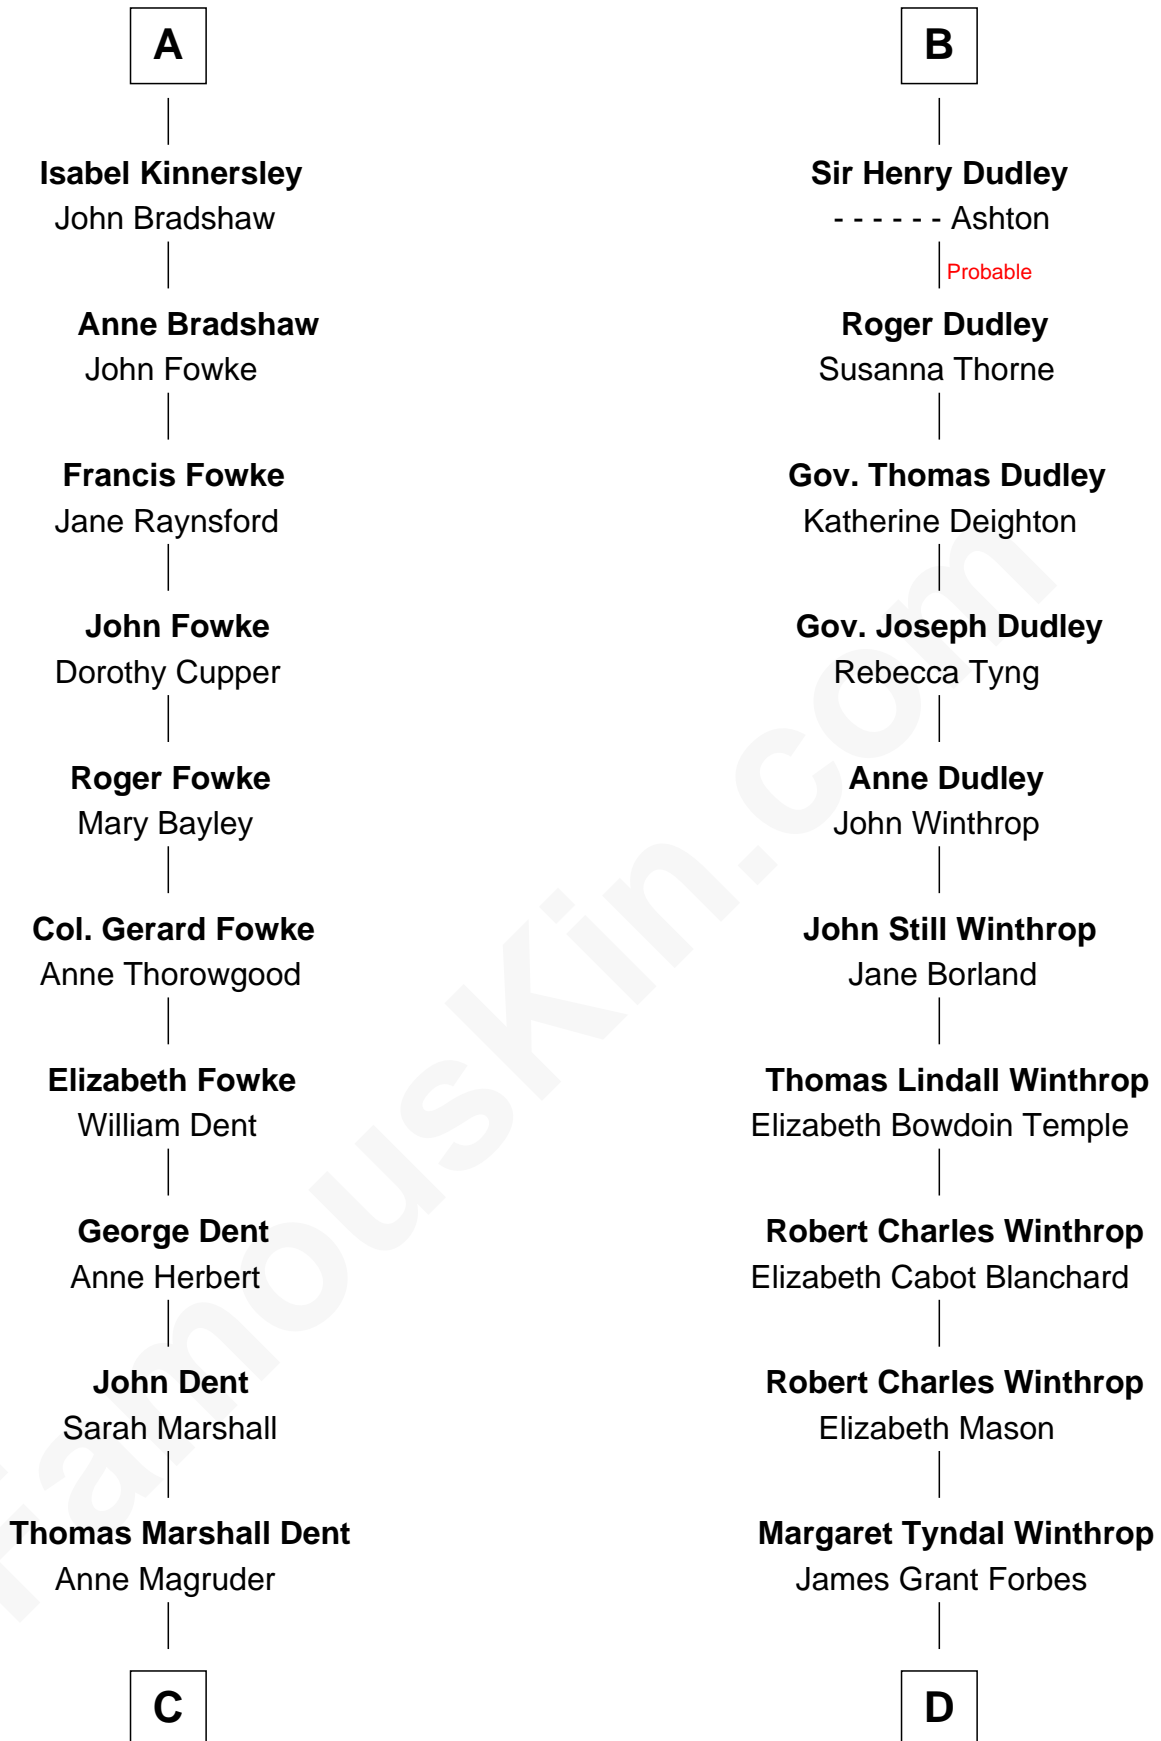 A
Isabel Kinnersley
John Bradshaw
Anne Bradshaw
John Fowke
Francis Fowke
Jane Raynsford
John Fowke
Dorothy Cupper
Roger Fowke
Mary Bayley
Col. Gerard Fowke
Anne Thorowgood
Elizabeth Fowke
William Dent
George Dent
Anne Herbert
John Dent
Sarah Marshall
Thomas Marshall Dent
Anne Magruder
C
B
Sir Henry Dudley
- - - - - - Ashton
Probable
Roger Dudley
Susanna Thorne
Gov. Thomas Dudley
Katherine Deighton
Gov. Joseph Dudley
Rebecca Tyng
Anne Dudley
John Winthrop
John Still Winthrop
Jane Borland
Thomas Lindall Winthrop
Elizabeth Bowdoin Temple
Robert Charles Winthrop
Elizabeth Cabot Blanchard
Robert Charles Winthrop
Elizabeth Mason
Margaret Tyndal Winthrop
James Grant Forbes
D
FamousKin.com